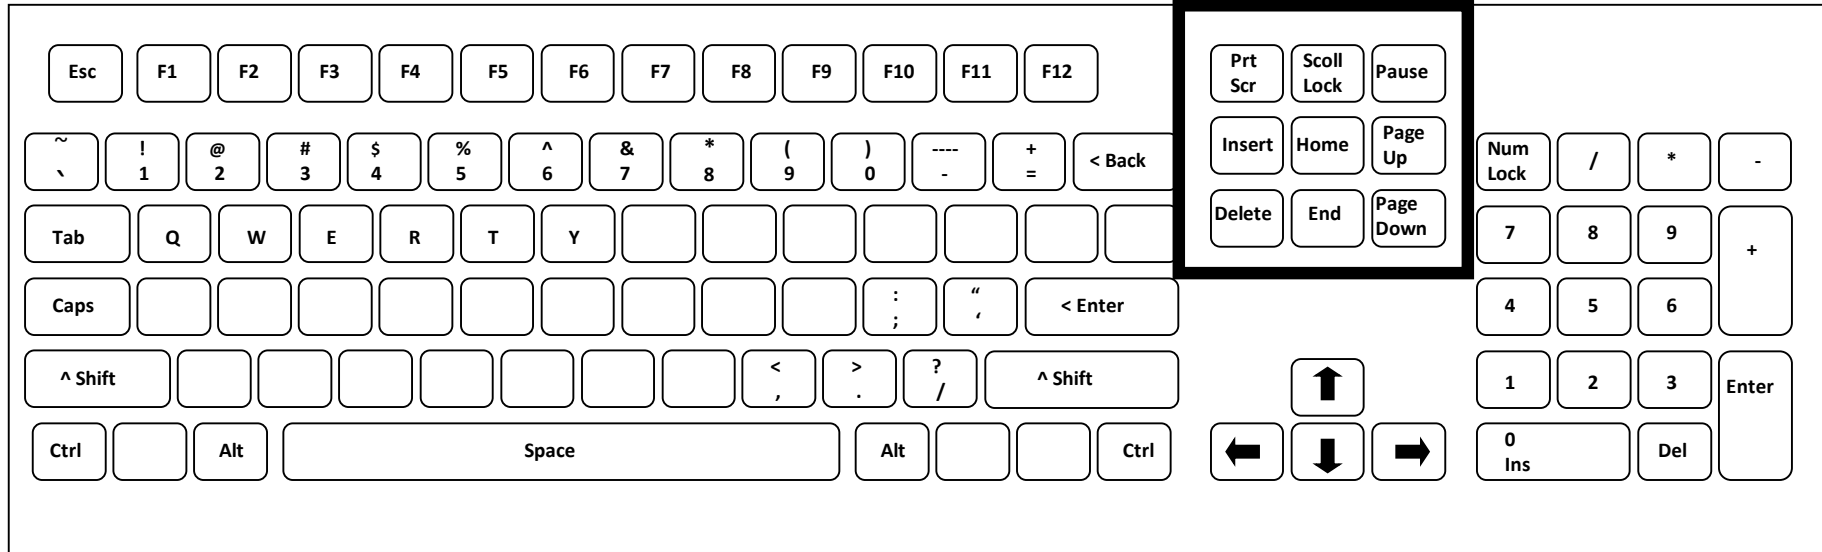 Esc F1 F2 F3 F4 F5 F6 F7 F8 F9 F10 F11 F12 Prt Scr Scoll Lock Pause
~ ` ! 1 @ 2 # 3 $ 4 % 5 ^ 6 & 7 * 8 ( 9 ) 0 ---- - + = < Back Insert Home Page Up Num Lock / * -
Tab Q W E R T Y Delete End Page Down 7 8 9 +
Caps : ; “ ‘ < Enter 4 5 6
^ Shift < , > . ? / ^ Shift 1 2 3 Enter
Ctrl Alt Space Alt Ctrl 0 Ins Del